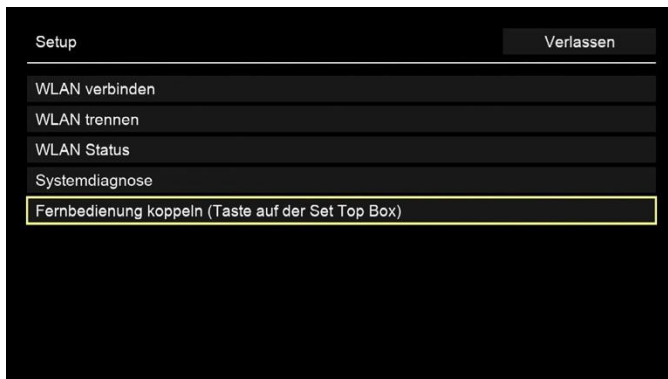 Setup
Verlassen
WLAN verbinden
WLAN trennen
WLAN Status
Systemdiagnose
Fernbedienung koppeln (Taste auf der Set Top Box)